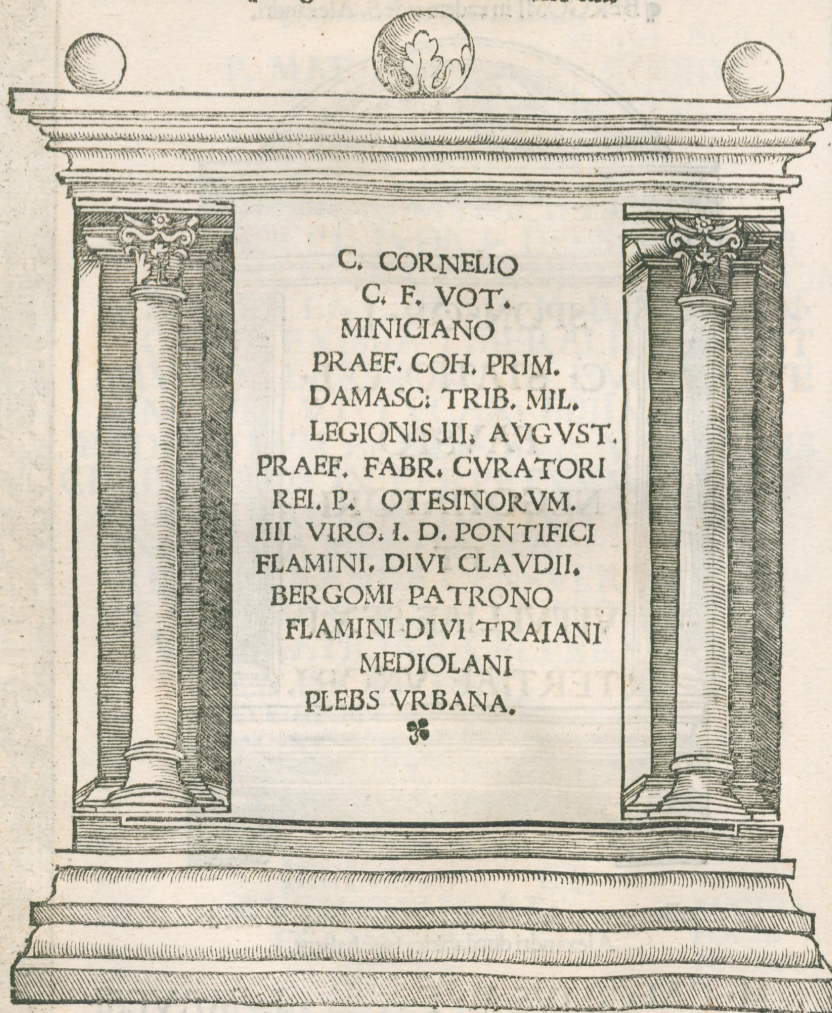 C. CORNELIO
C. F. VOT.
MINICIANO
PRAEF. COH. PRIM.
DAMASC: TRIB. MIL.
LEGIONIS III. AVGVST.
PRAEF. FABR. CVRATORI
REI. P. OTESINORVM.
IIII VIRO. I. D. PONTIFICI
FLAMINI. DIVI CLAVDII.
BERGOMI PATRONO
FLAMINI DIVI TRAIANI
MEDIOLANI
PLEBS VRBANA.